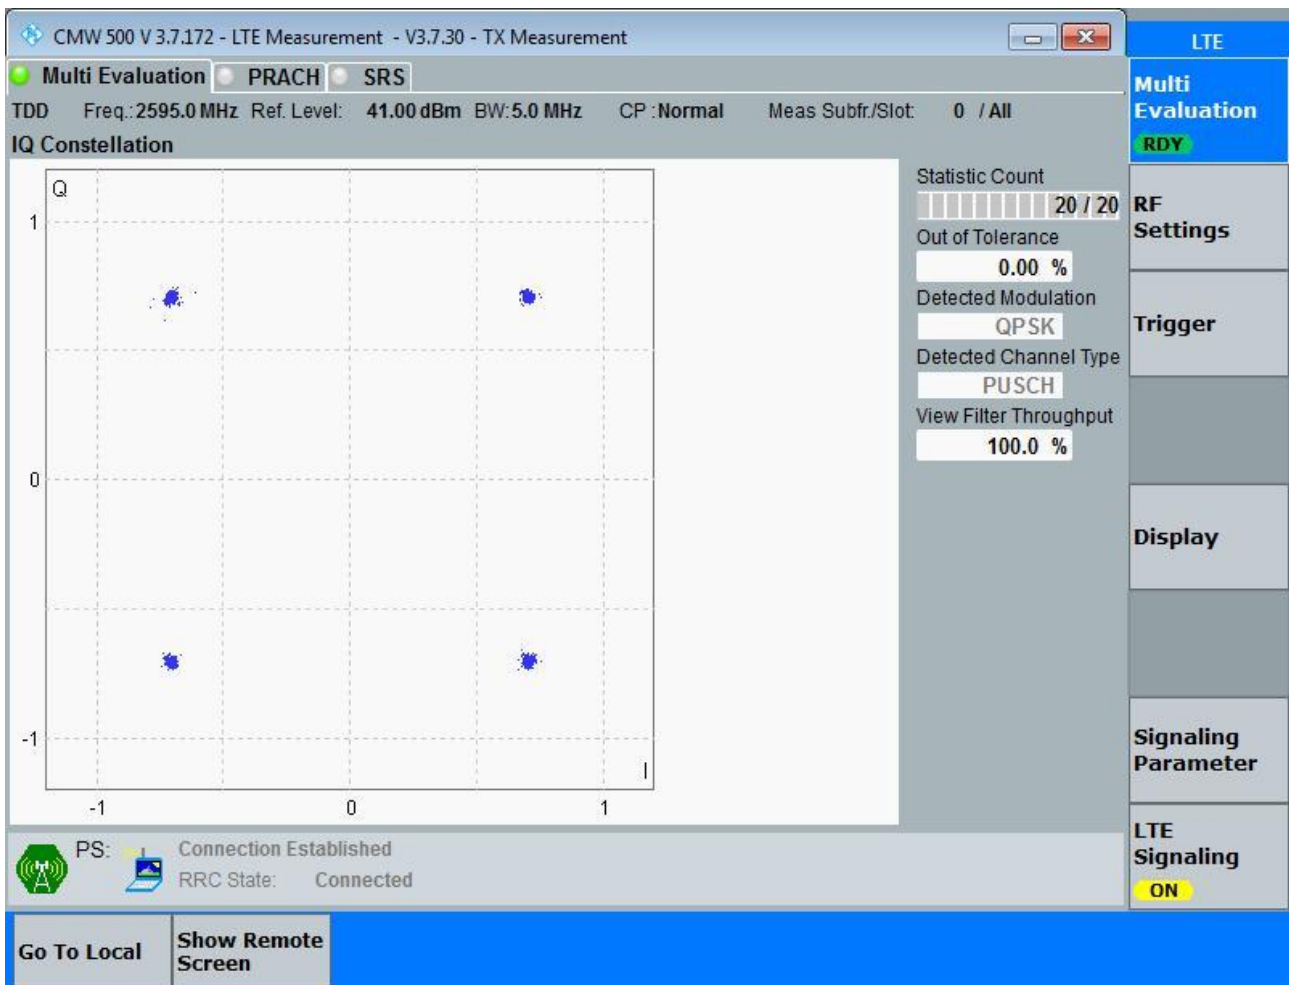 CMW 500 V 3.7.172 - LTE Measurement - V3.7.30 - TX Measurement
LTE
Multi Evaluation PRACH SRS
TDD Freq.:2595.0 MHz Ref. Level: 41.00 dBm BW:5.0 MHz CP :Normal Meas Subfr./Slot: 0 / All
IQ Constellation
Q
1
0
-1
I
-1 0 1
Statistic Count
20 / 20
Out of Tolerance
0.00 %
Detected Modulation
QPSK
Detected Channel Type
PUSCH
View Filter Throughput
100.0 %
Multi
Evaluation
RDY
RF
Settings
Trigger
Display
Signaling
Parameter
LTE
Signaling
ON
PS: Connection Established
RRC State: Connected
Go To Local
Show Remote
Screen